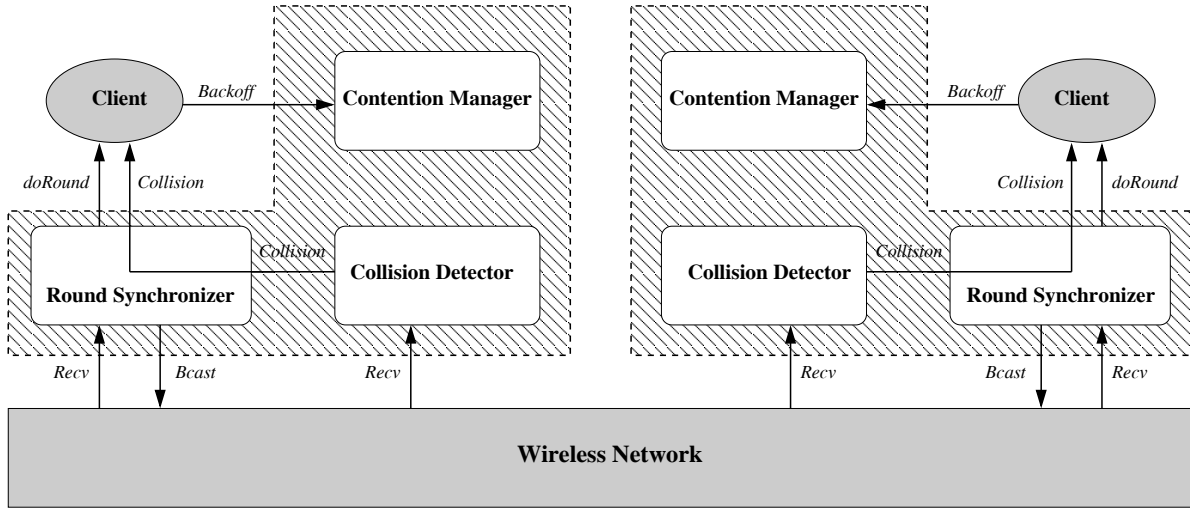 Client
Backoff
Contention Manager
Contention Manager
Backoff
Client
doRound
Collision
Collision
doRound
Collision
Collision Detector
Round Synchronizer
Collision Detector
Collision
Round Synchronizer
Recv
Bcast
Recv
Recv
Bcast
Recv
Wireless Network